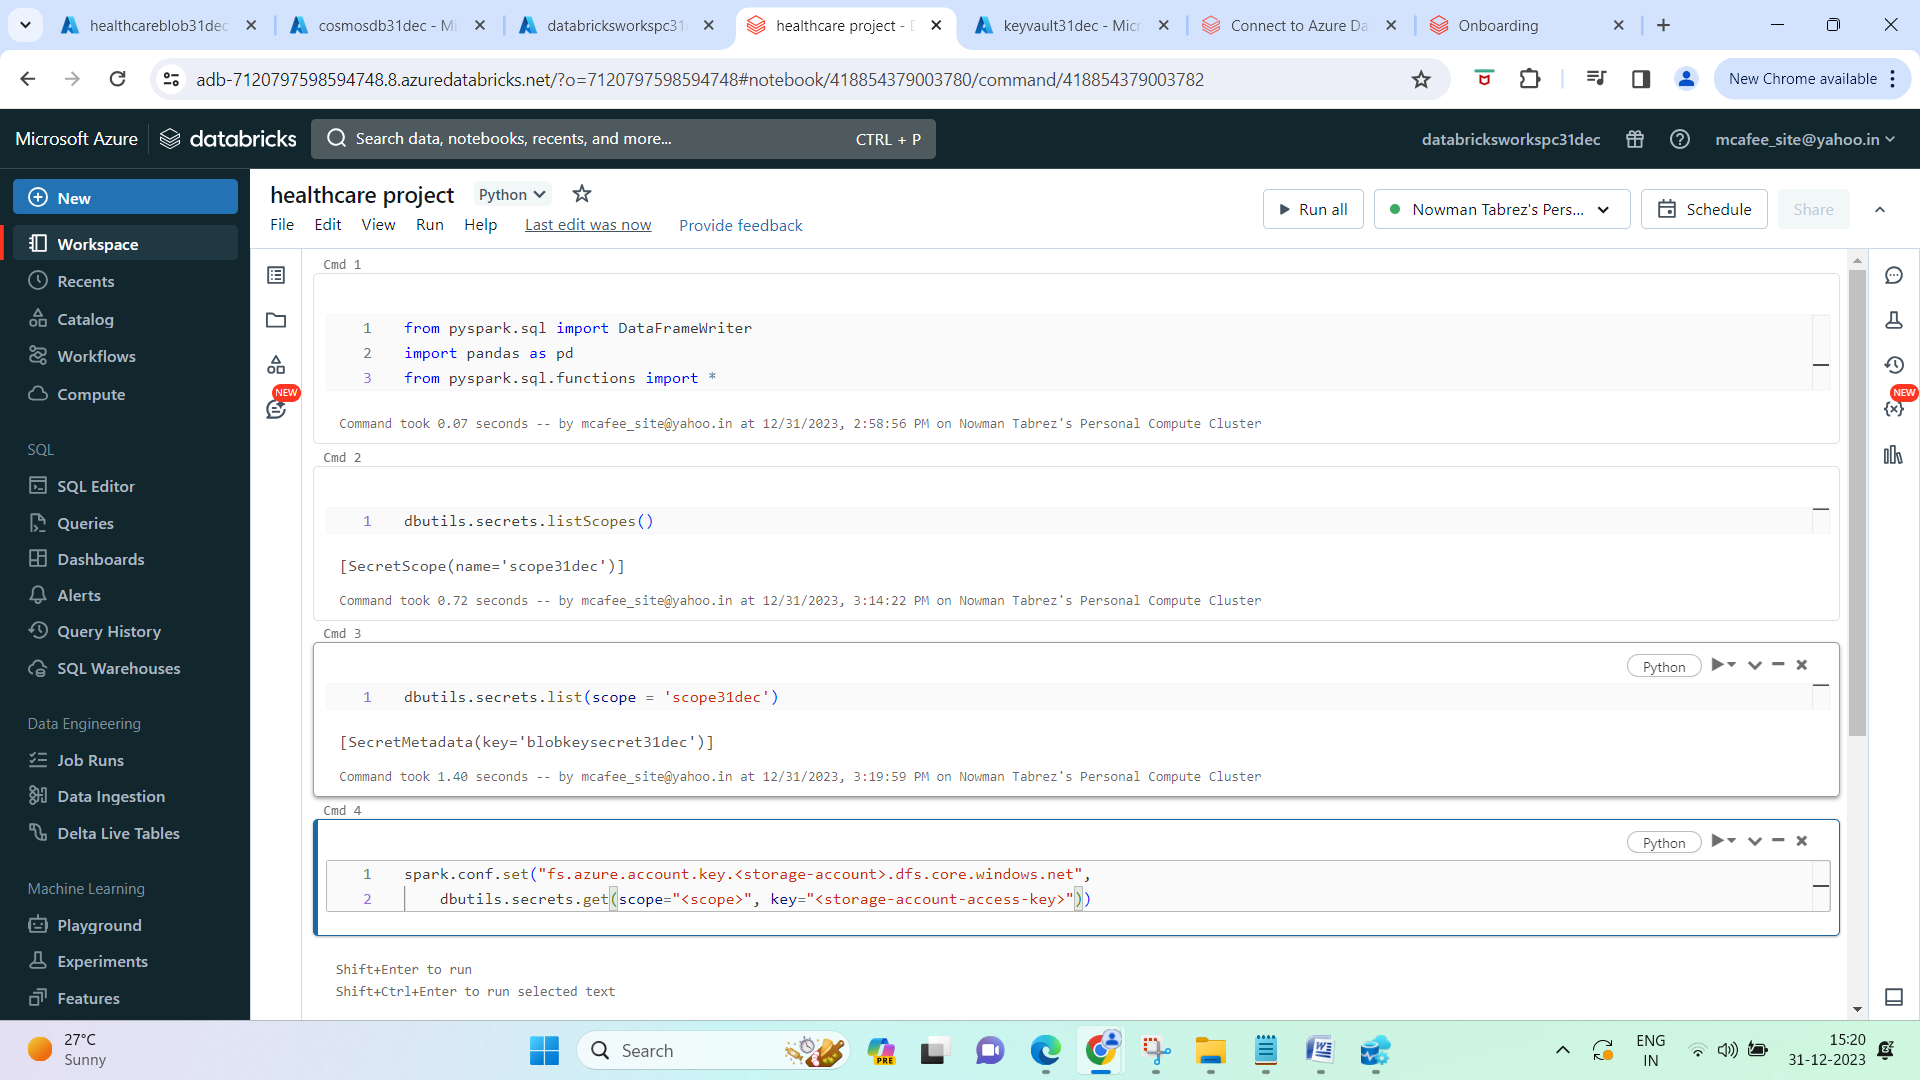 healthcareblob31dec
cosmosdb31dec - Mi
databricksworkspc31
healthcare project - D
keyvault31dec - Micr
Connect to Azure Da
Onboarding
adb-7120797598594748.8.azuredatabricks.net/?o=7120797598594748#notebook/418854379003780/command/418854379003782
New Chrome available
Microsoft Azure
databricks
Search data, notebooks, recents, and more...
CTRL + P
databricksworkspc31dec
mcafee_site@yahoo.in
New
Workspace
Recents
Catalog
Workflows
Compute
SQL
SQL Editor
Queries
Dashboards
Alerts
Query History
SQL Warehouses
Data Engineering
Job Runs
Data Ingestion
Delta Live Tables
Machine Learning
Playground
Experiments
Features
healthcare project
Python
File Edit View Run Help Last edit was now Provide feedback
Run all
Nowman Tabrez's Pers...
Schedule
Share
NEW
NEW
Cmd 1
1 from pyspark.sql import DataFrameWriter
2 import pandas as pd
3 from pyspark.sql.functions import *
Command took 0.07 seconds -- by mcafee_site@yahoo.in at 12/31/2023, 2:58:56 PM on Nowman Tabrez's Personal Compute Cluster
Cmd 2
1 dbutils.secrets.listScopes()
[SecretScope(name='scope31dec')]
Command took 0.72 seconds -- by mcafee_site@yahoo.in at 12/31/2023, 3:14:22 PM on Nowman Tabrez's Personal Compute Cluster
Cmd 3
Python
1 dbutils.secrets.list(scope = 'scope31dec')
[SecretMetadata(key='blobkeysecret31dec')]
Command took 1.40 seconds -- by mcafee_site@yahoo.in at 12/31/2023, 3:19:59 PM on Nowman Tabrez's Personal Compute Cluster
Cmd 4
Python
1 spark.conf.set("fs.azure.account.key.<storage-account>.dfs.core.windows.net",
2 dbutils.secrets.get(scope="<scope>", key="<storage-account-access-key>"))
Shift+Enter to run
Shift+Ctrl+Enter to run selected text
27°C
Sunny
Search
PRE
ENG
IN
15:20
31-12-2023